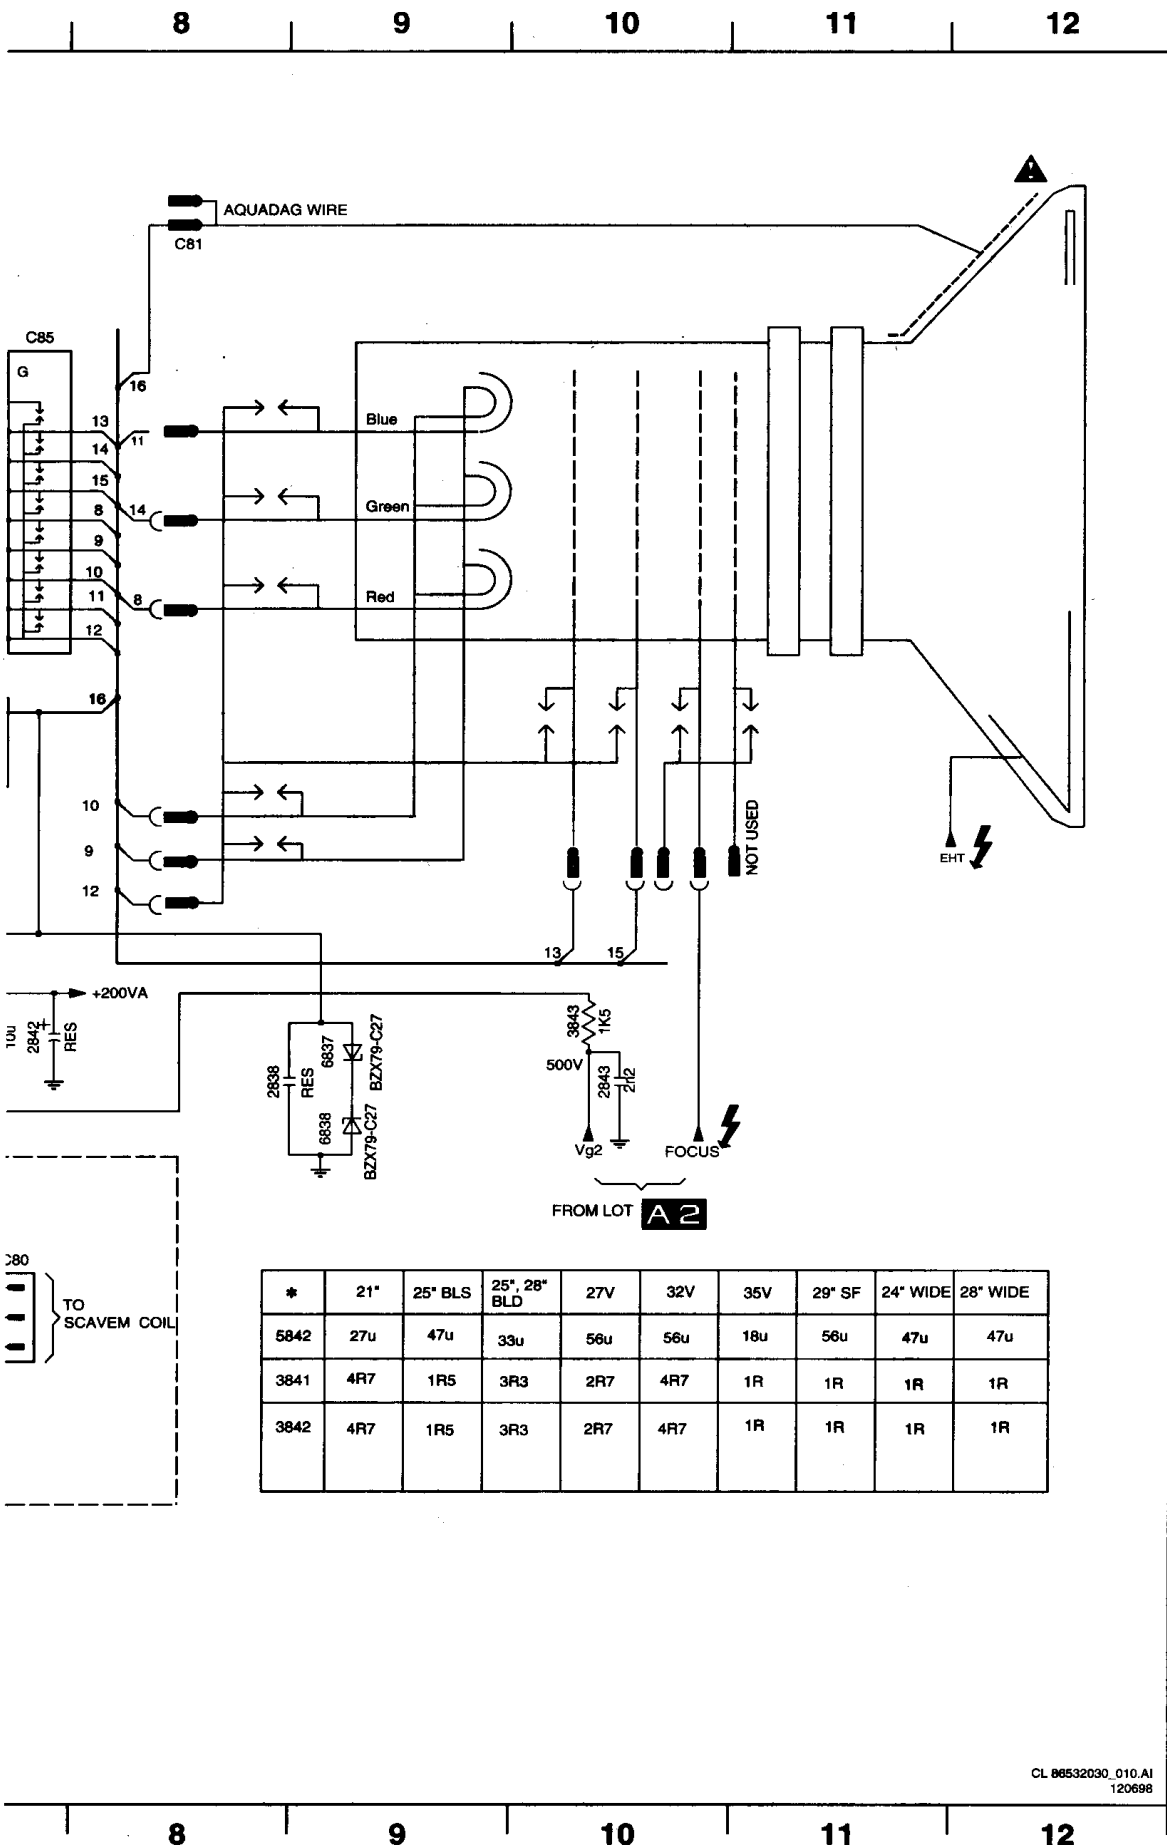 8 9 10 11 12
AQUADAG WIRE
C81
C85
G
16
13
11
Blue
14
15
14
Green
8
9
10
11
8
Red
12
16
10
9
12
NOT USED
EHT
13 15
+200VA
10u
2842
RES
+
2838
RES
6837
BZX79-C27
6838
BZX79-C27
3843
1K5
500V
2843
2n2
Vg2
FOCUS
FROM LOT A 2
C80
TO
SCAVEM COIL
* 21" 25" BLS 25", 28" BLD 27V 32V 35V 29" SF 24" WIDE 28" WIDE
5842 27u 47u 33u 56u 56u 18u 56u 47u 47u
3841 4R7 1R5 3R3 2R7 4R7 1R 1R 1R 1R
3842 4R7 1R5 3R3 2R7 4R7 1R 1R 1R 1R
CL 86532030_010.AI
120698
8 9 10 11 12